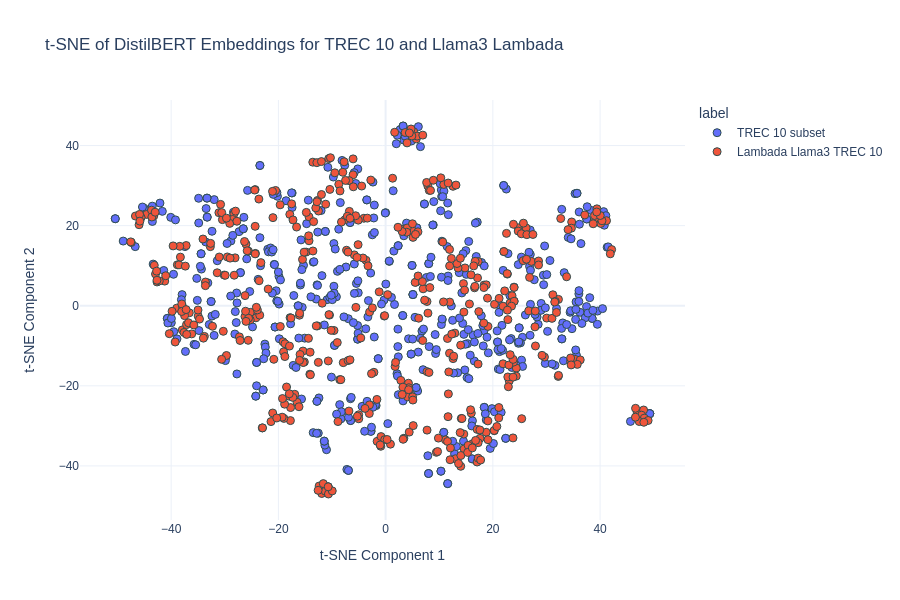 t-SNE of DistilBERT Embeddings for TREC 10 and Llama3 Lambada
label
TREC 10 subset
Lambada Llama3 TREC 10
t-SNE Component 2
40
20
0
−20
−40
−40
−20
0
20
40
t-SNE Component 1